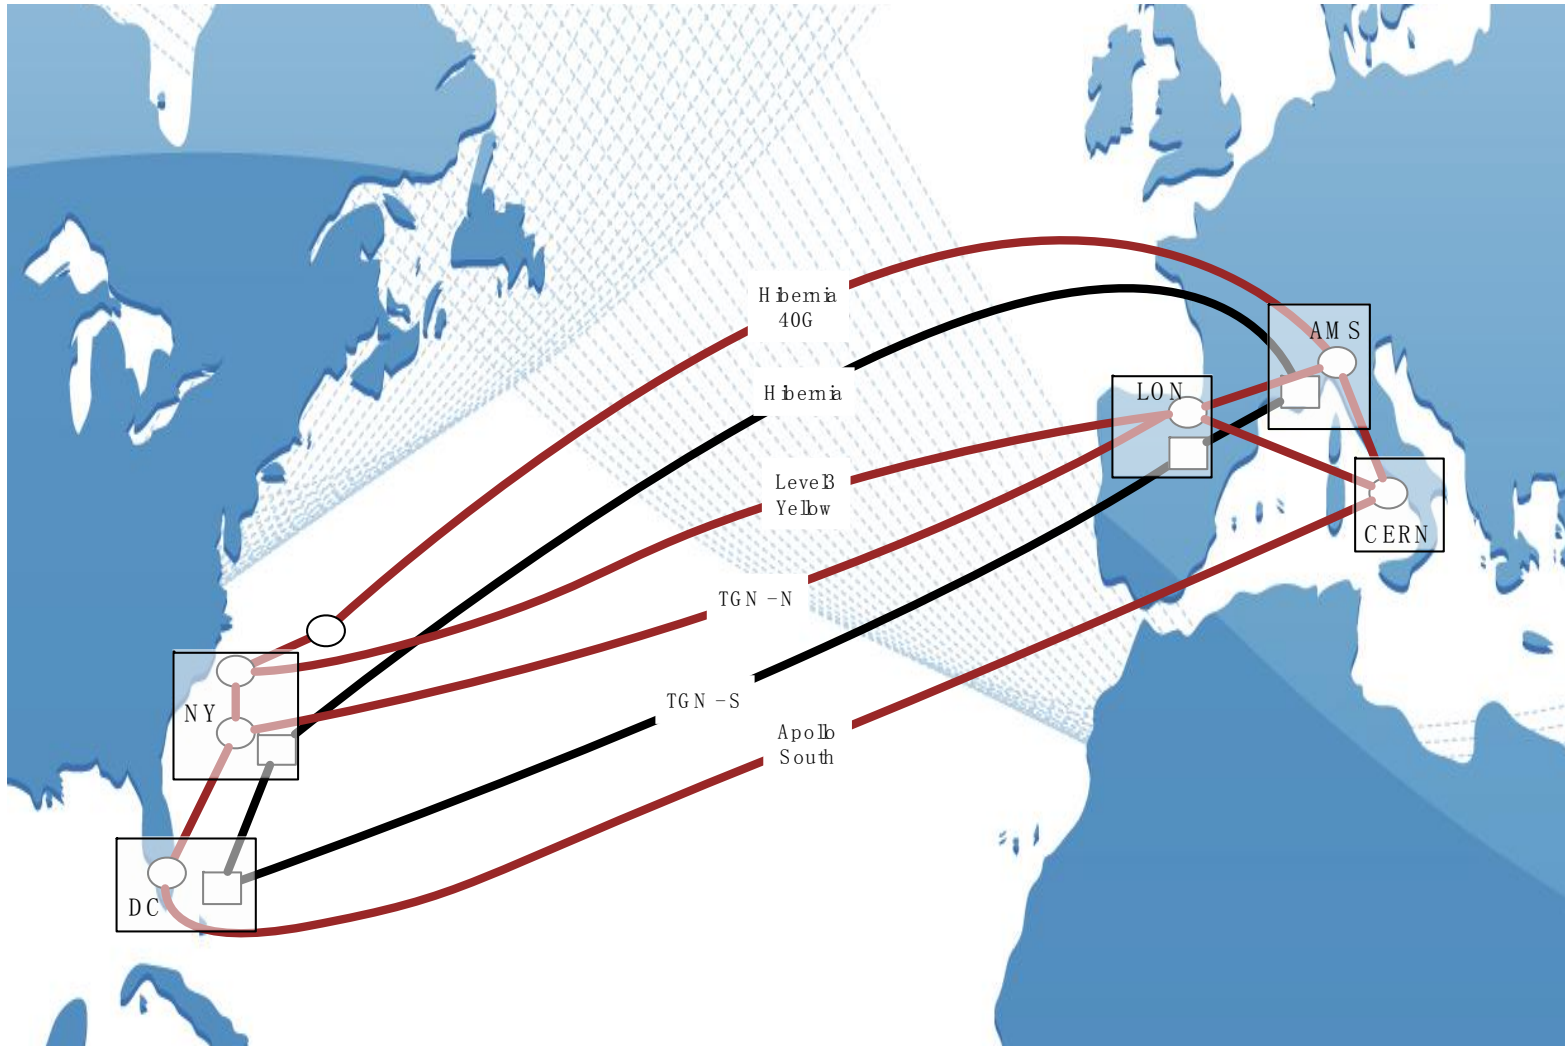 Hibernia
40G
AMS
Hibernia
LON
Level3
Yellow
CERN
TGN-N
TGN-S
NY
Apollo
South
DC